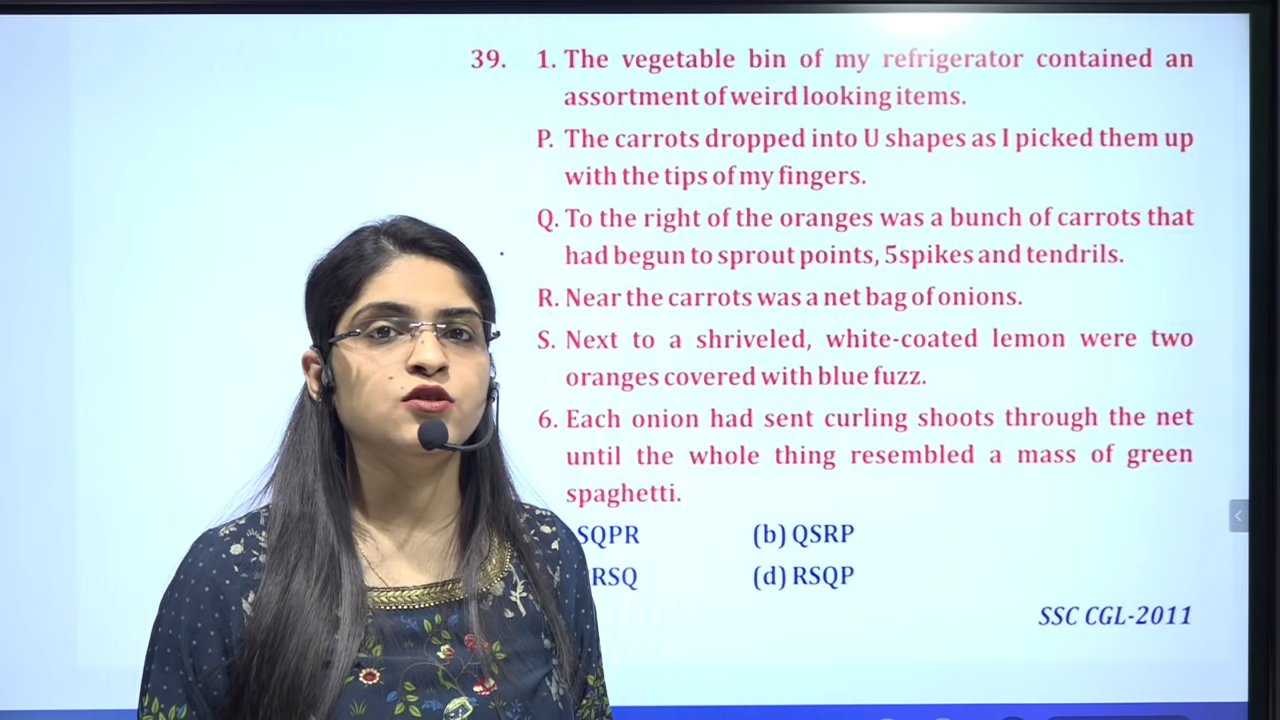 39. 1. The vegetable bin of my refrigerator contained an
assortment of weird looking items.
P. The carrots dropped into U shapes as I picked them up
with the tips of my fingers.
Q. To the right of the oranges was a bunch of carrots that
had begun to sprout points, 5spikes and tendrils.
R. Near the carrots was a net bag of onions.
S. Next to a shriveled, white-coated lemon were two
oranges covered with blue fuzz.
6. Each onion had sent curling shoots through the net
until the whole thing resembled a mass of green
spaghetti.
SQPR (b) QSRP
RSQ (d) RSQP
SSC CGL-2011